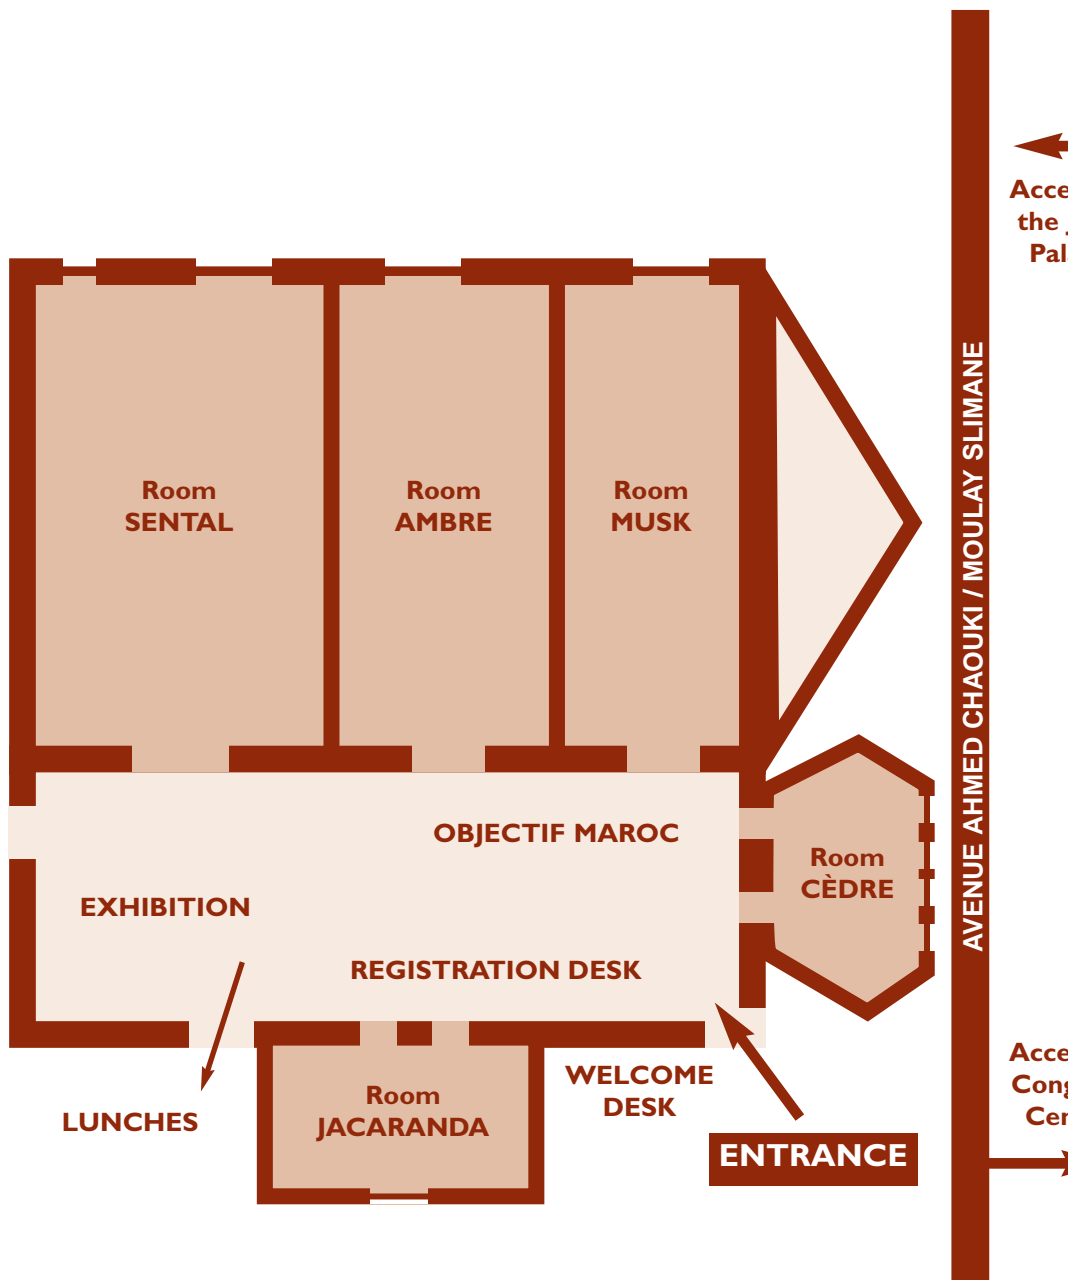 the
Room
SENTAL
Room
AMBRE
Room
MUSK
AVENUE AHMED CHAOUKI / MOULAY SLIMANE
OBJECTIF MAROC
Room
CÈDRE
EXHIBITION
REGISTRATION DESK
WELCOME
DESK
Room
JACARANDA
LUNCHES
ENTRANCE